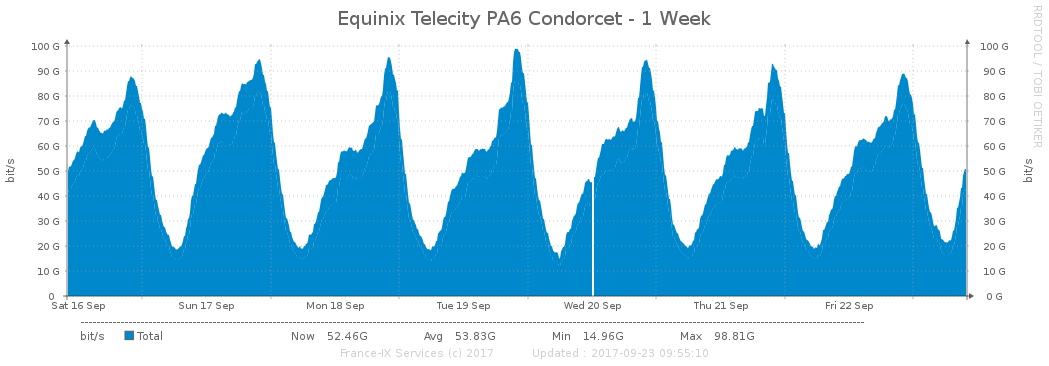 Equinix Telecity PA6 Condorcet - 1 Week
RRDTOOL / TOBI OETIKER
100 G 100 G
90 G 90 G
80 G 80 G
70 G 70 G
60 G 60 G
50 G 50 G
40 G 40 G
30 G 30 G
20 G 20 G
10 G 10 G
0 0 G
bit/s bit/s
Sat 16 Sep Sun 17 Sep Mon 18 Sep Tue 19 Sep Wed 20 Sep Thu 21 Sep Fri 22 Sep
bit/s Total Now 52.46G Avg 53.83G Min 14.96G Max 98.81G
France-IX Services (c) 2017 Updated : 2017-09-23 09:55:10